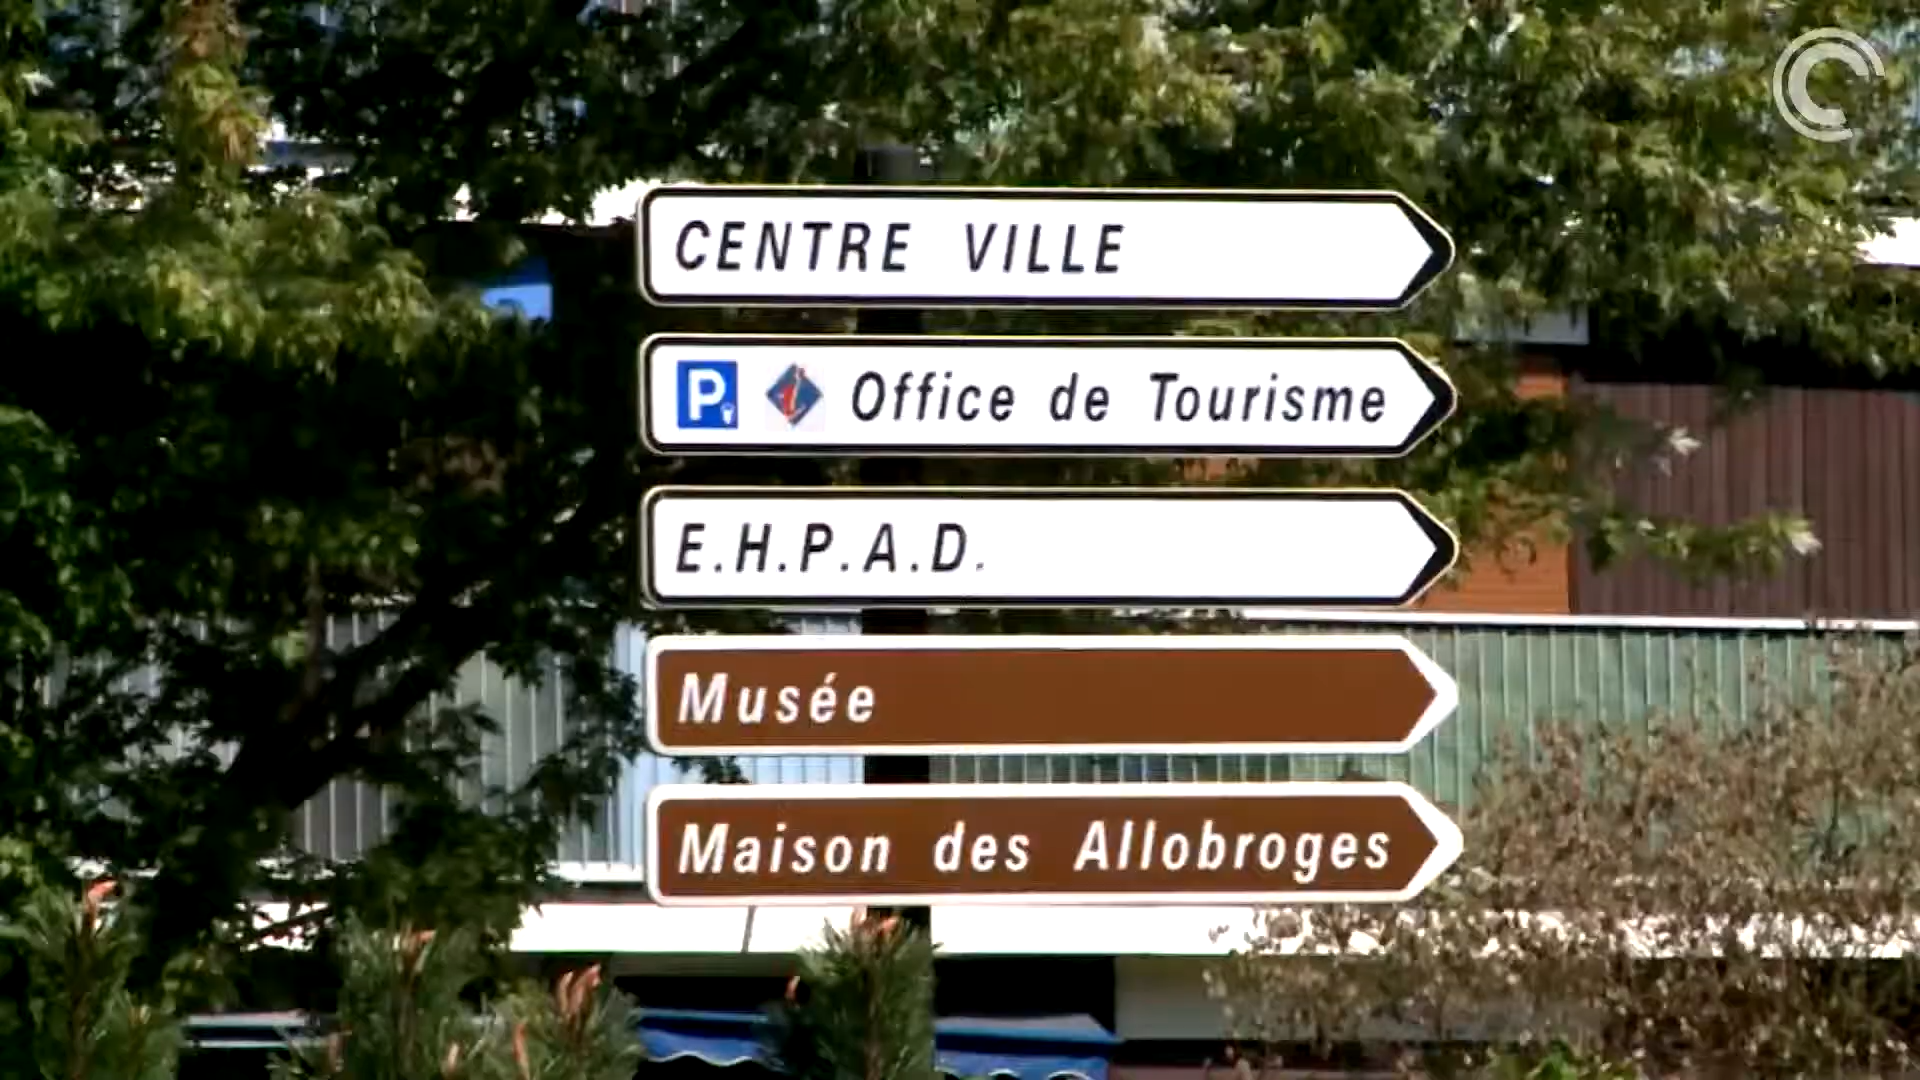 CENTRE VILLE
P i Office de Tourisme
E.H.P.A.D.
Musée
Maison des Allobroges